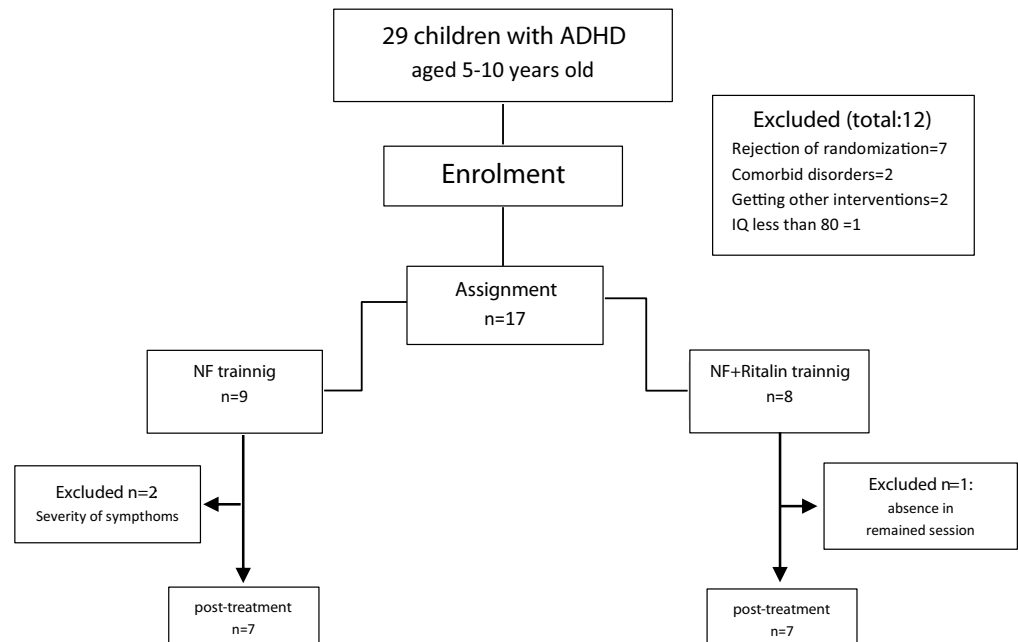 29 children with ADHD
aged 5-10 years old
Excluded (total:12)
Rejection of randomization=7
Comorbid disorders=2
Getting other interventions=2
IQ less than 80 =1
Enrolment
Assignment
n=17
NF trainnig
n=9
NF+Ritalin trainnig
n=8
Excluded n=2
Severity of sympthoms
Excluded n=1:
absence in
remained session
post-treatment
n=7
post-treatment
n=7